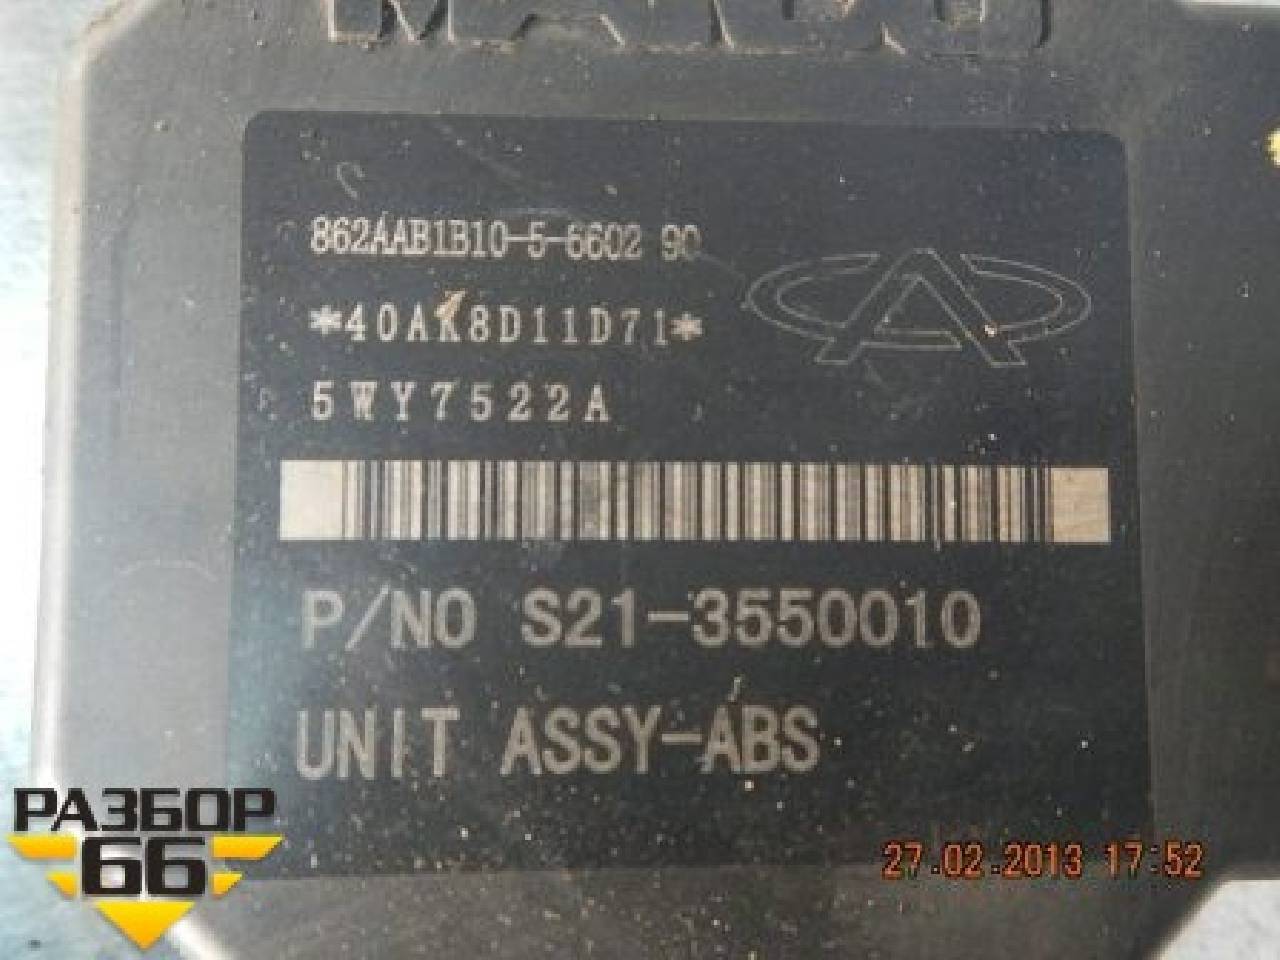 MANDO
862AAB1B10-5-6602 90
*40AK8D11D71*
5WY7522A
P/NO S21-3550010
UNIT ASSY-ABS
РАЗБОР
66
27.02.2013 17:52